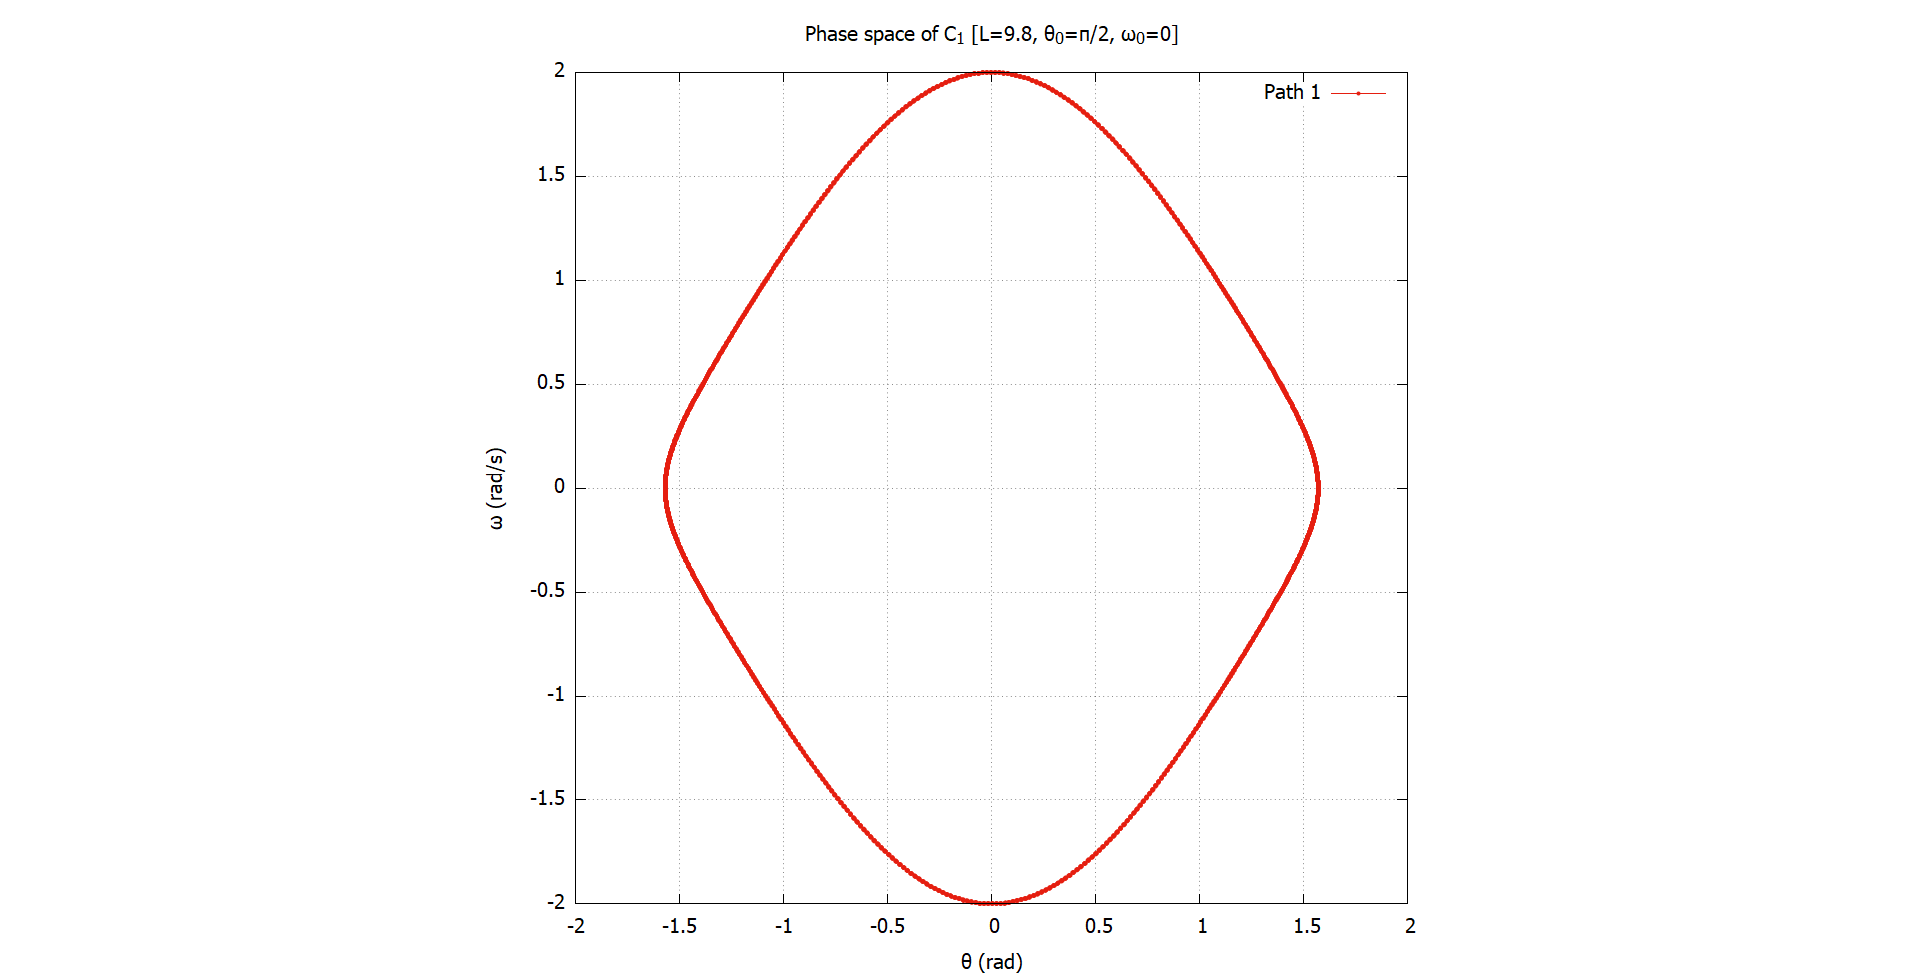 Phase space of C₁ [L=9.8, θ₀=π/2, ω₀=0]
Path 1
2
1.5
1
0.5
0
-0.5
-1
-1.5
-2
ω (rad/s)
-2 -1.5 -1 -0.5 0 0.5 1 1.5 2
θ (rad)